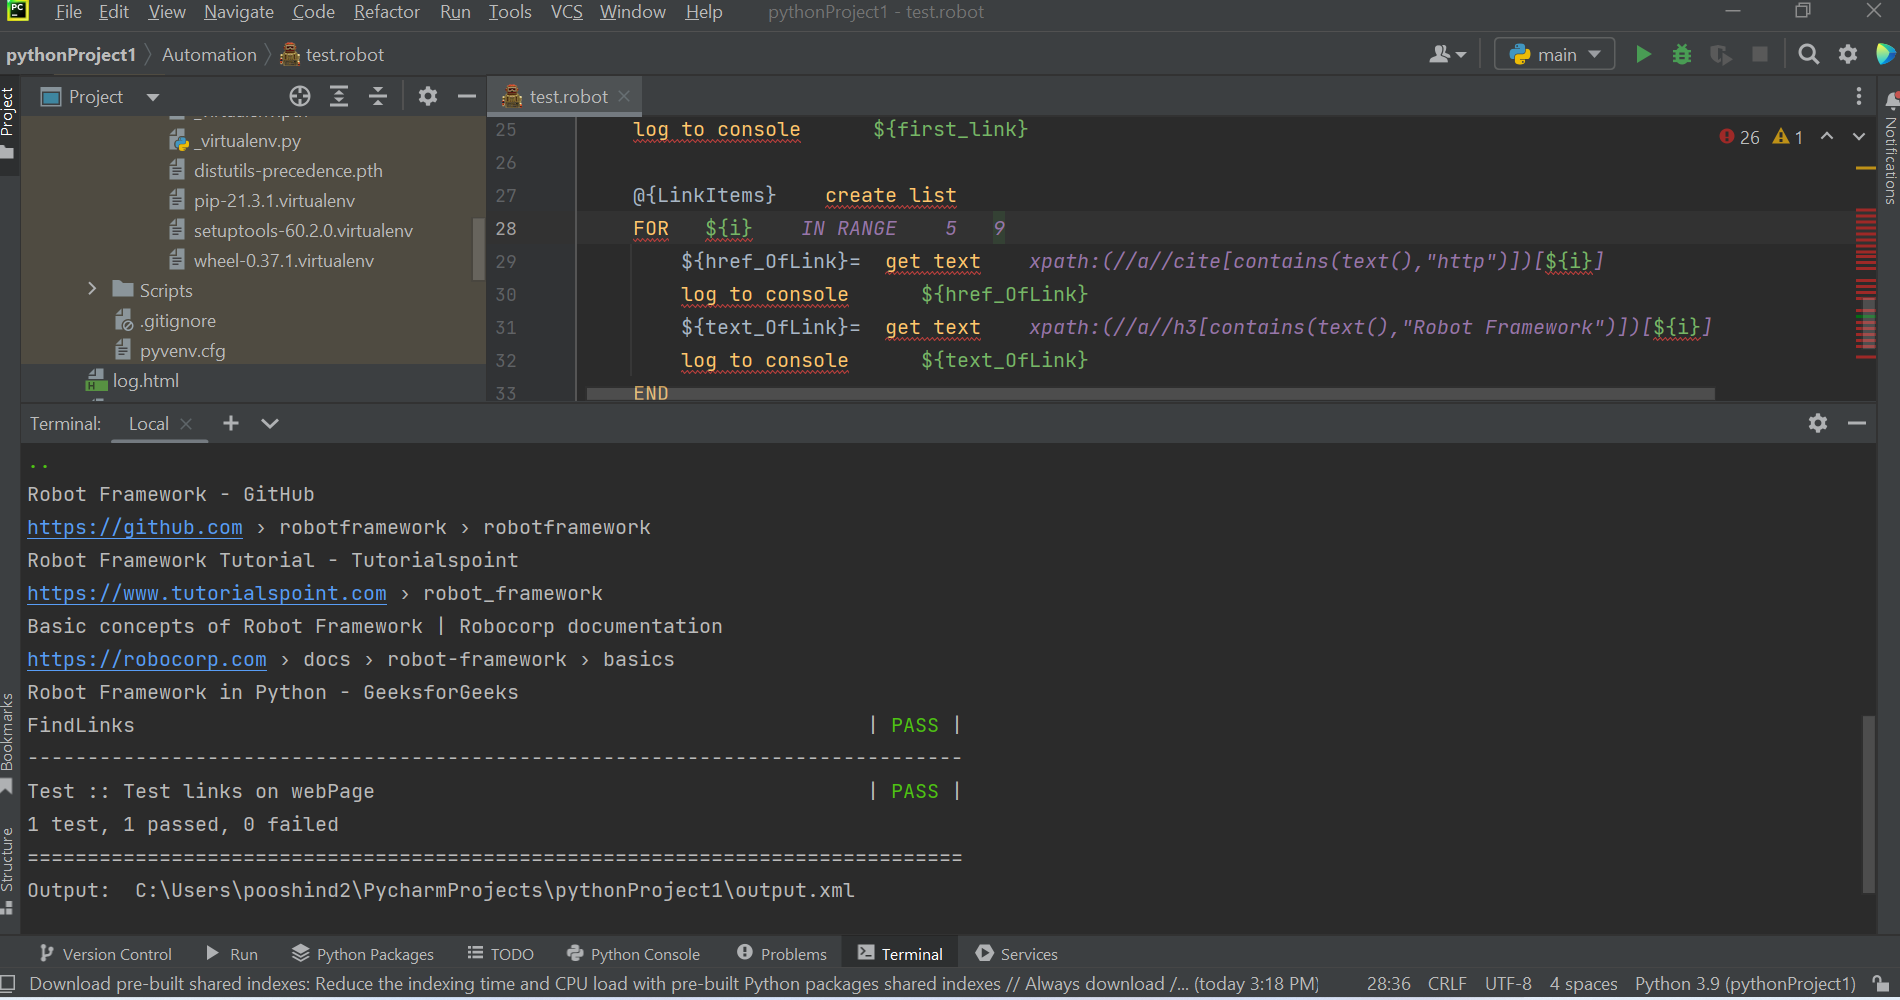 PC File Edit View Navigate Code Refactor Run Tools VCS Window Help pythonProject1 - test.robot
pythonProject1 〉 Automation 〉 test.robot main
Project
Project
test.robot
_virtualenv.py
distutils-precedence.pth
pip-21.3.1.virtualenv
setuptools-60.2.0.virtualenv
wheel-0.37.1.virtualenv
Scripts
.gitignore
pyvenv.cfg
log.html
25 log to console ${first_link}
26
27 @{LinkItems} create list
28 FOR ${i} IN RANGE 5 9
29 ${href_OfLink}= get text xpath:(//a//cite[contains(text(),"http")])[${i}]
30 log to console ${href_OfLink}
31 ${text_OfLink}= get text xpath:(//a//h3[contains(text(),"Robot Framework")])[${i}]
32 log to console ${text_OfLink}
33 END
26 1
Notifications
Terminal: Local
..
Robot Framework - GitHub
https://github.com › robotframework › robotframework
Robot Framework Tutorial - Tutorialspoint
https://www.tutorialspoint.com › robot_framework
Basic concepts of Robot Framework | Robocorp documentation
https://robocorp.com › docs › robot-framework › basics
Robot Framework in Python - GeeksforGeeks
FindLinks | PASS |
------------------------------------------------------------------------------
Test :: Test links on webPage | PASS |
1 test, 1 passed, 0 failed
==============================================================================
Output: C:\Users\pooshind2\PycharmProjects\pythonProject1\output.xml
Bookmarks
Structure
Version Control Run Python Packages TODO Python Console Problems Terminal Services
Download pre-built shared indexes: Reduce the indexing time and CPU load with pre-built Python packages shared indexes // Always download /... (today 3:18 PM) 28:36 CRLF UTF-8 4 spaces Python 3.9 (pythonProject1)